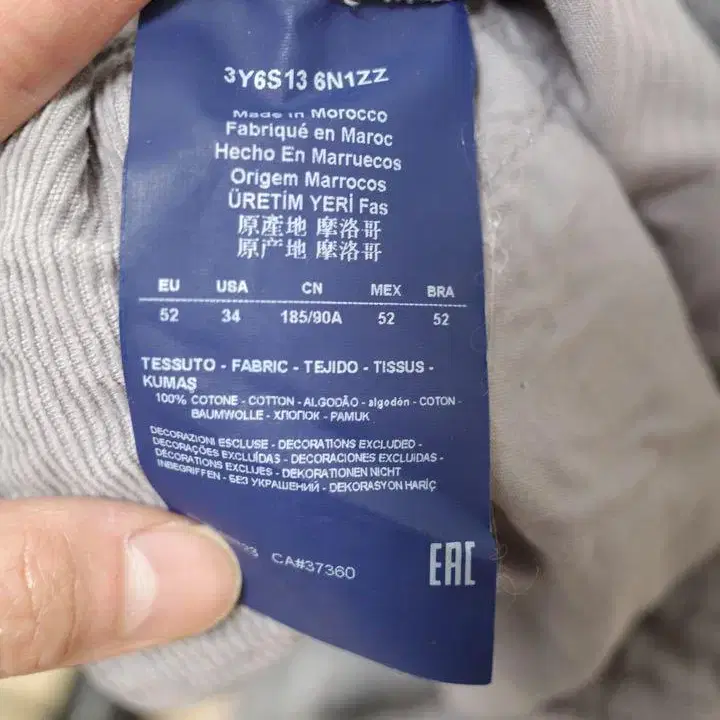 3Y6S13 6N1ZZ
Made in Morocco
Fabriqué en Maroc
Hecho En Marruecos
Origem Marrocos
ÜRETİM YERİ Fas
原產地 摩洛哥
原产地 摩洛哥
EU USA CN MEX BRA
52 34 185/90A 52 52
TESSUTO - FABRIC - TEJIDO - TISSUS -
KUMAŞ
100% COTONE - COTTON - ALGODÃO - algodón - COTON -
BAUMWOLLE - ХЛОПОК - PAMUK
DECORAZIONI ESCLUSE - DECORATIONS EXCLUDED -
DECORAÇÕES EXCLUÍDAS - DECORACIONES EXCLUIDAS -
DÉCORATIONS EXCLUES - DEKORATIONEN NICHT
INBEGRIFFEN - БЕЗ УКРАШЕНИЙ - DEKORASYON HARİÇ
CA#37360
EAC